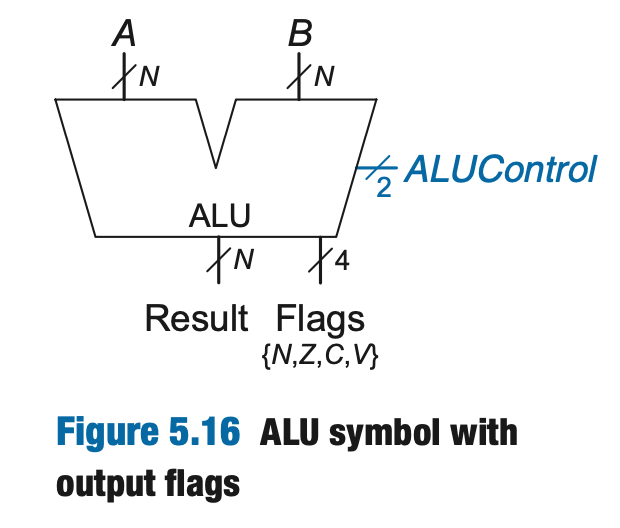 A B
N N
2 ALUControl
ALU
N 4
Result Flags
{N,Z,C,V}
Figure 5.16 ALU symbol with
output flags